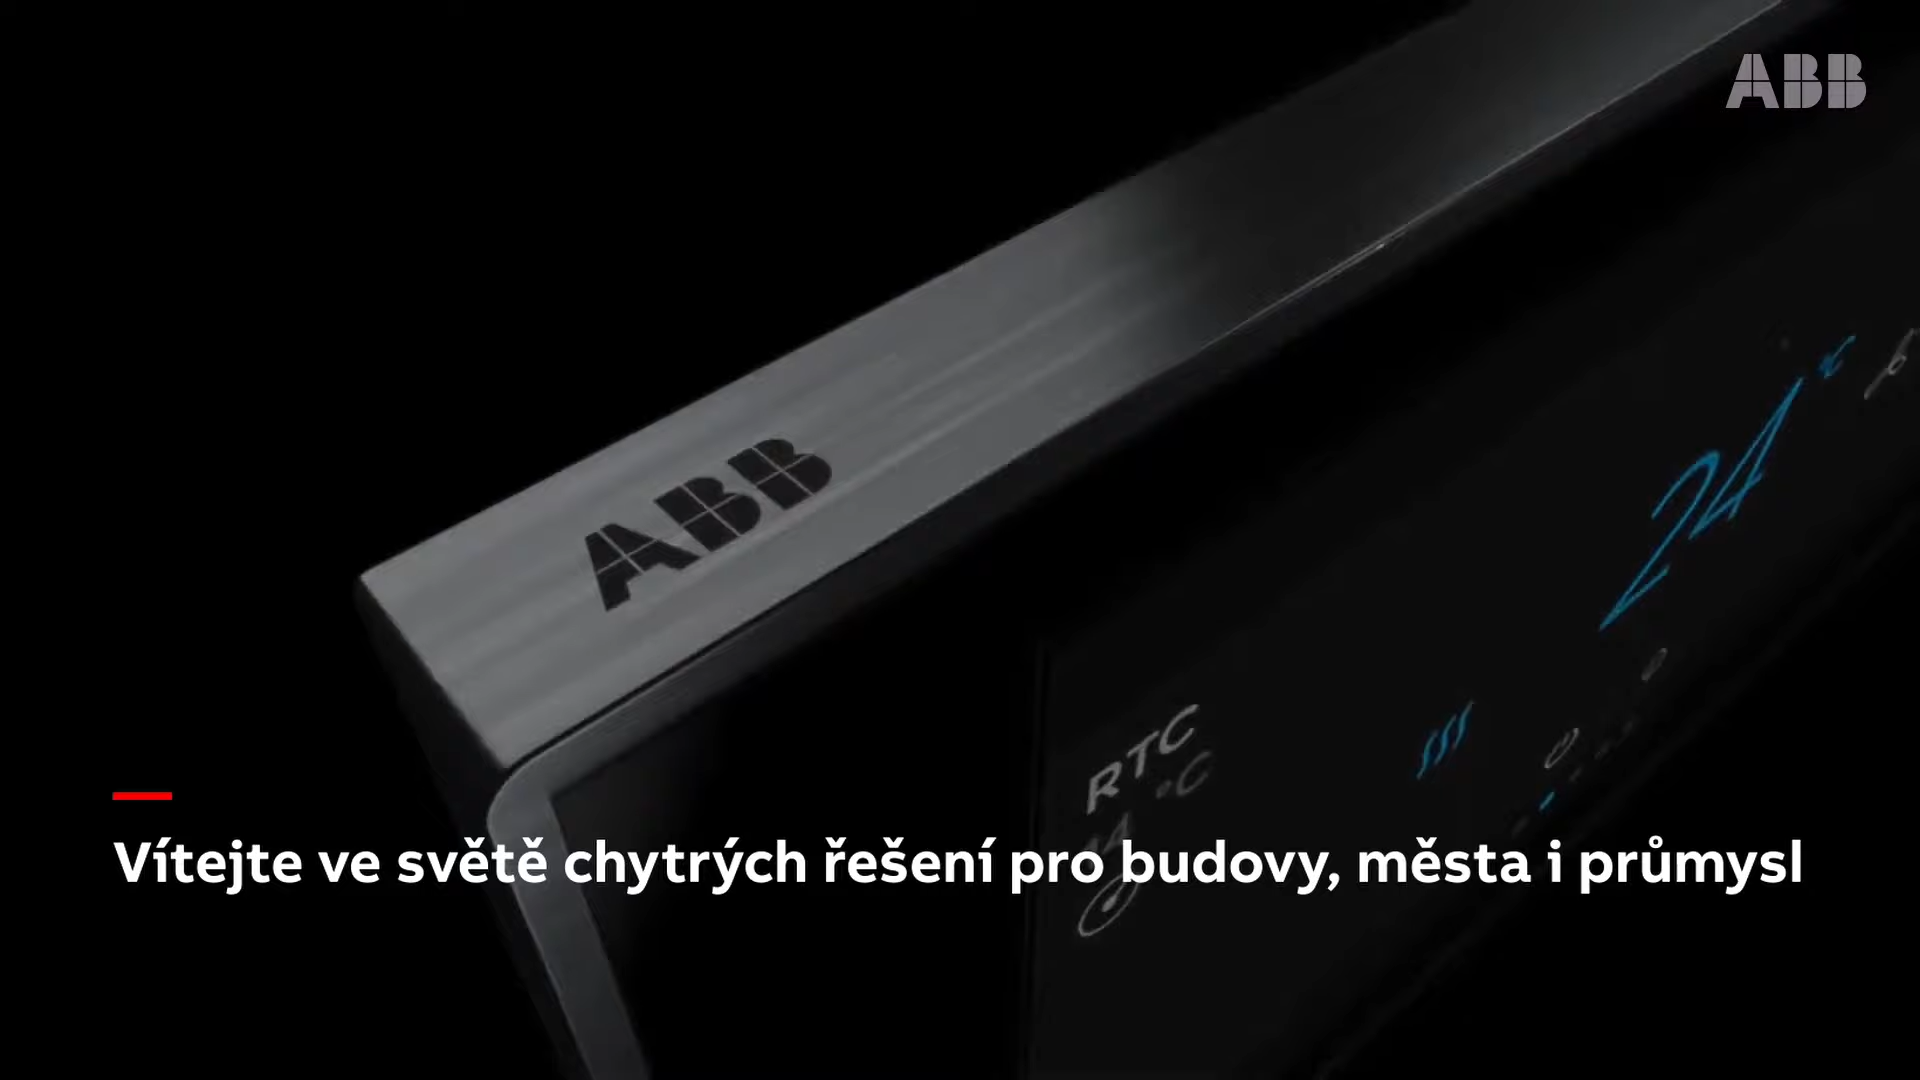 ABB
ABB
24 °C
RTC
°C
Vítejte ve světě chytrých řešení pro budovy, města i průmysl